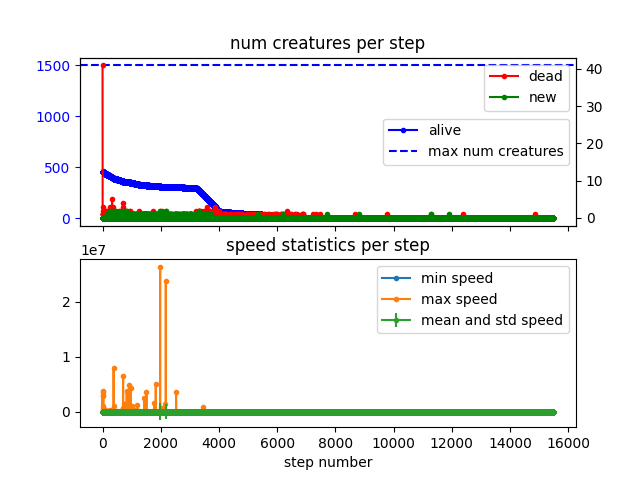 num creatures per step
1500
1000
500
0
40
30
20
10
0
dead
new
alive
max num creatures
speed statistics per step
1e7
2
1
0
min speed
max speed
mean and std speed
0 2000 4000 6000 8000 10000 12000 14000 16000
step number